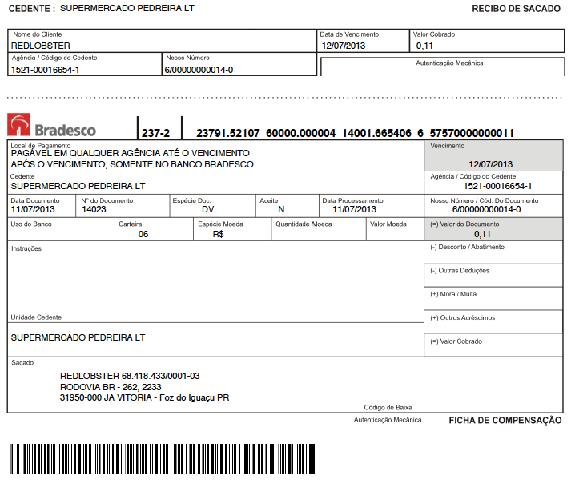 CEDENTE : SUPERMERCADO PEDREIRA LT RECIBO DE SACADO
Nome do Cliente Data de Vencimento Valor Cobrado
REDLOBSTER 12/07/2013 0,11
Agência / Código de Cedente Nosso Número Autenticação Mecânica
1521-00016654-1 6/00000000014-0
Bradesco 237-2 23791.52107 60000.000004 14001.665406 6 57570000000011
Local de Pagamento Vencimento
PAGÁVEL EM QUALQUER AGÊNCIA ATÉ O VENCIMENTO
APÓS O VENCIMENTO, SOMENTE NO BANCO BRADESCO 12/07/2013
Cedente Agência / Código do Cedente
SUPERMERCADO PEDREIRA LT 1521-00016654-1
Data Documento Nº do Documento Espécie Doc. Aceite Data Processamento Nosso Número / Cód. Do Documento
11/07/2013 14023 DV N 11/07/2013 6/00000000014-0
Uso do Banco Carteira Espécie Moeda Quantidade Moeda Valor Moeda (=) Valor do Documento
06 R$ 0,11
Instruções (-) Desconto / Abatimento
(-) Outras Deduções
(+) Mora / Multa
Unidade Cedente (+) Outros Acréscimos
SUPERMERCADO PEDREIRA LT (=) Valor Cobrado
Sacado
REDLOBSTER 68.418.433/0001-03
RODOVIA BR - 262, 2233
31950-000 JA VITORIA - Foz do Iguaçu PR
Código de Baixa
Autenticação Mecânica FICHA DE COMPENSAÇÃO